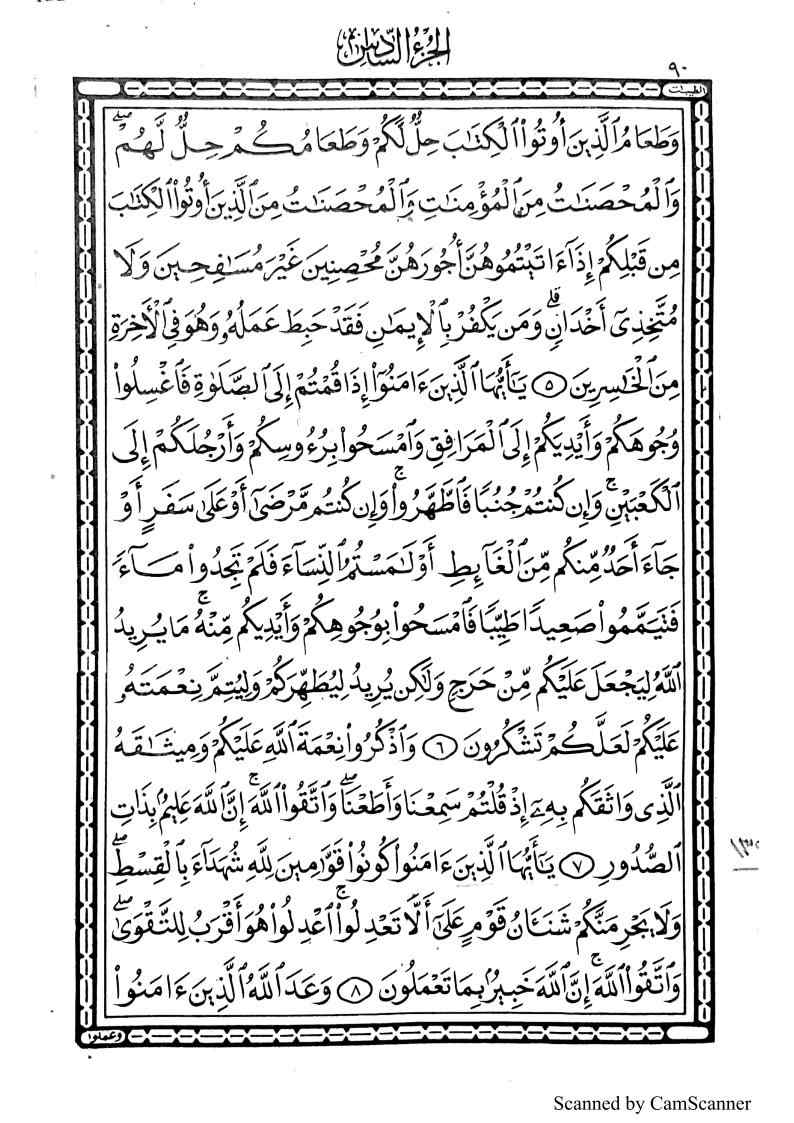 الجزء السادس
٩٠
الطيبات
وَطَعَامُ ٱلَّذِينَ أُوتُوا۟ ٱلْكِتَٰبَ حِلٌّ لَّكُمْ وَطَعَامُكُمْ حِلٌّ لَّهُمْ ۖ
وَٱلْمُحْصَنَٰتُ مِنَ ٱلْمُؤْمِنَٰتِ وَٱلْمُحْصَنَٰتُ مِنَ ٱلَّذِينَ أُوتُوا۟ ٱلْكِتَٰبَ
مِن قَبْلِكُمْ إِذَآ ءَاتَيْتُمُوهُنَّ أُجُورَهُنَّ مُحْصِنِينَ غَيْرَ مُسَٰفِحِينَ وَلَا
مُتَّخِذِىٓ أَخْدَانٍ ۗ وَمَن يَكْفُرْ بِٱلْإِيمَٰنِ فَقَدْ حَبِطَ عَمَلُهُۥ وَهُوَ فِى ٱلْءَاخِرَةِ
مِنَ ٱلْخَٰسِرِينَ ٥ يَٰٓأَيُّهَا ٱلَّذِينَ ءَامَنُوٓا۟ إِذَا قُمْتُمْ إِلَى ٱلصَّلَوٰةِ فَٱغْسِلُوا۟
وُجُوهَكُمْ وَأَيْدِيَكُمْ إِلَى ٱلْمَرَافِقِ وَٱمْسَحُوا۟ بِرُءُوسِكُمْ وَأَرْجُلَكُمْ إِلَى
ٱلْكَعْبَيْنِ ۚ وَإِن كُنتُمْ جُنُبًا فَٱطَّهَّرُوا۟ ۚ وَإِن كُنتُم مَّرْضَىٰٓ أَوْ عَلَىٰ سَفَرٍ أَوْ
جَآءَ أَحَدٌ مِّنكُم مِّنَ ٱلْغَآئِطِ أَوْ لَٰمَسْتُمُ ٱلنِّسَآءَ فَلَمْ تَجِدُوا۟ مَآءً
فَتَيَمَّمُوا۟ صَعِيدًا طَيِّبًا فَٱمْسَحُوا۟ بِوُجُوهِكُمْ وَأَيْدِيكُم مِّنْهُ ۚ مَا يُرِيدُ
ٱللَّهُ لِيَجْعَلَ عَلَيْكُم مِّنْ حَرَجٍ وَلَٰكِن يُرِيدُ لِيُطَهِّرَكُمْ وَلِيُتِمَّ نِعْمَتَهُۥ
عَلَيْكُمْ لَعَلَّكُمْ تَشْكُرُونَ ٦ وَٱذْكُرُوا۟ نِعْمَةَ ٱللَّهِ عَلَيْكُمْ وَمِيثَٰقَهُ
ٱلَّذِى وَاثَقَكُم بِهِۦٓ إِذْ قُلْتُمْ سَمِعْنَا وَأَطَعْنَا ۖ وَٱتَّقُوا۟ ٱللَّهَ ۚ إِنَّ ٱللَّهَ عَلِيمٌۢ بِذَاتِ
ٱلصُّدُورِ ٧ يَٰٓأَيُّهَا ٱلَّذِينَ ءَامَنُوا۟ كُونُوا۟ قَوَّٰمِينَ لِلَّهِ شُهَدَآءَ بِٱلْقِسْطِ ۖ
وَلَا يَجْرِمَنَّكُمْ شَنَـَٔانُ قَوْمٍ عَلَىٰٓ أَلَّا تَعْدِلُوا۟ ۚ ٱعْدِلُوا۟ هُوَ أَقْرَبُ لِلتَّقْوَىٰ ۖ
وَٱتَّقُوا۟ ٱللَّهَ ۚ إِنَّ ٱللَّهَ خَبِيرٌۢ بِمَا تَعْمَلُونَ ٨ وَعَدَ ٱللَّهُ ٱلَّذِينَ ءَامَنُوا۟
وعملوا
Scanned by CamScanner